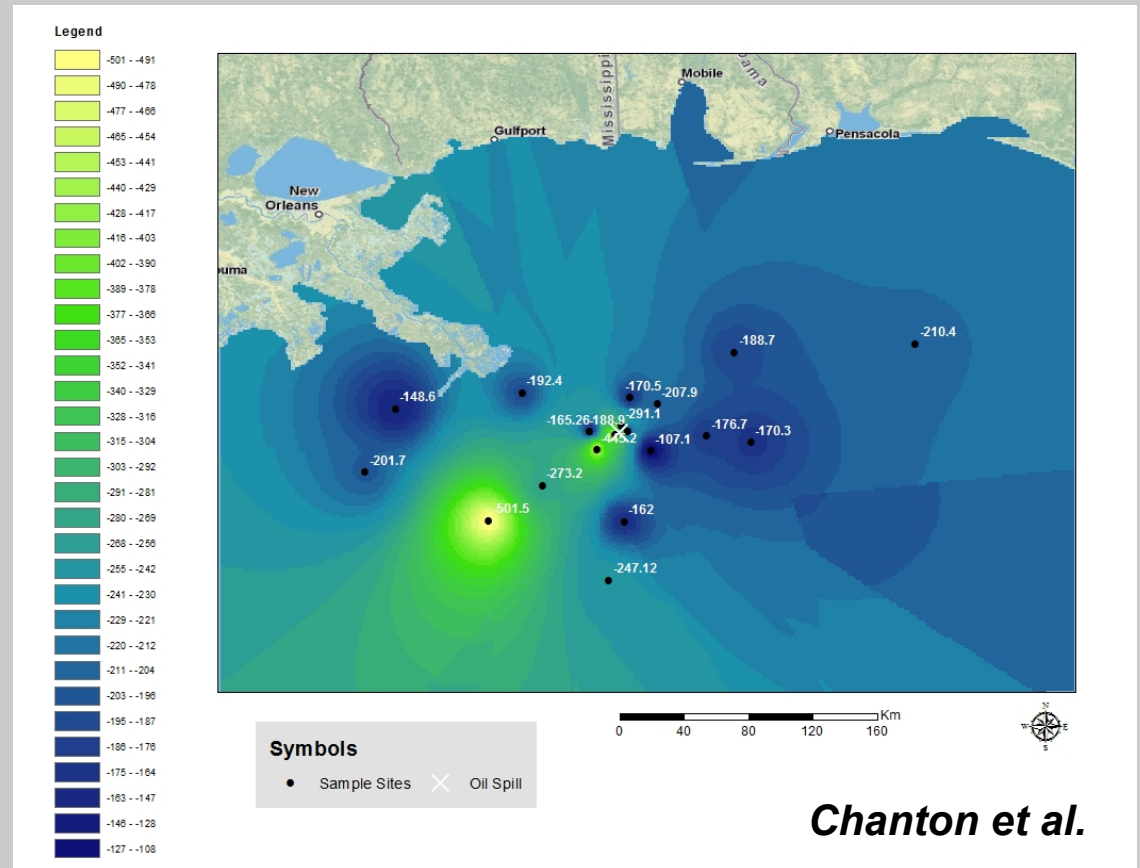 Legend
-501 - -491
-490 - -478
-477 - -466
-465 - -454
-453 - -441
-440 - -429
-428 - -417
-416 - -403
-402 - -390
-389 - -378
-377 - -366
-365 - -353
-352 - -341
-340 - -329
-328 - -316
-315 - -304
-303 - -292
-291 - -281
-280 - -269
-268 - -256
-255 - -242
-241 - -230
-229 - -221
-220 - -212
-211 - -204
-203 - -196
-195 - -187
-186 - -176
-175 - -164
-163 - -147
-146 - -128
-127 - -108
Mississippi
ama
Mobile
Gulfport
Pensacola
New
Orleans
uma
-210.4
-188.7
-192.4
-170.5
-207.9
-148.6
-165.26
-188.9
-291.1
-445.2
-107.1
-176.7
-170.3
-201.7
-273.2
-501.5
-162
-247.12
Km
0 40 80 120 160
N
W E
S
Symbols
Sample Sites Oil Spill
Chanton et al.